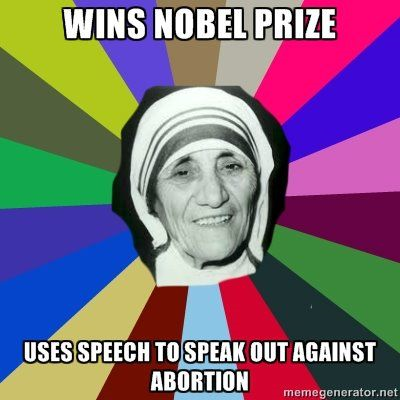 WINS NOBEL PRIZE
USES SPEECH TO SPEAK OUT AGAINST
ABORTION
memegenerator.net